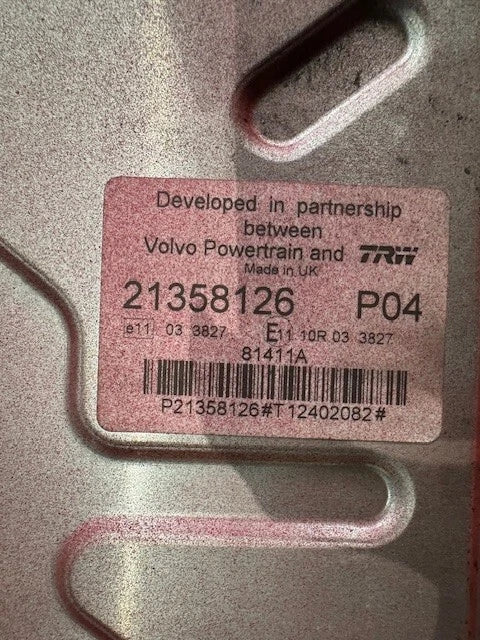 Developed in partnership
between
Volvo Powertrain and TRW
Made in UK
21358126 P04
e11 03 3827 E11 10R 03 3827
81411A
P21358126#T12402082#